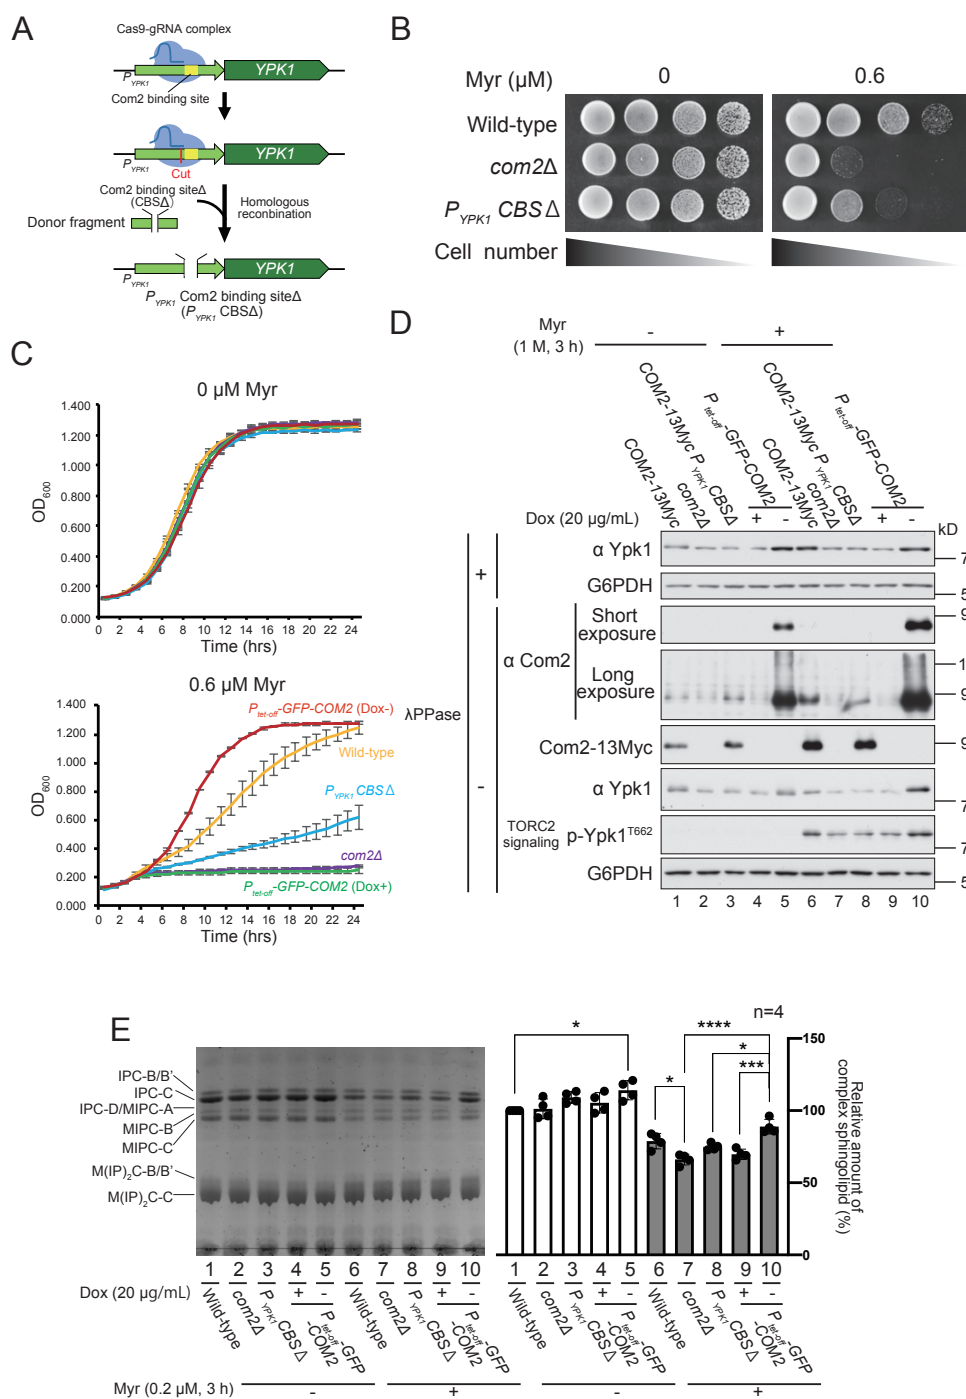 A
Cas9-gRNA complex
P YPK1
YPK1
Com2 binding site
P YPK1
YPK1
Cut
Com2 binding siteΔ
(CBSΔ)
Homologous
recombination
Donor fragment
P YPK1
YPK1
P YPK1 Com2 binding siteΔ
(P YPK1 CBSΔ)
B
Myr (μM)
0
0.6
Wild-type
com2Δ
P YPK1 CBSΔ
Cell number
C
0 μM Myr
OD600
1.400
1.200
1.000
0.800
0.600
0.400
0.200
0.000
0 2 4 6 8 10 12 14 16 18 20 22 24
Time (hrs)
0.6 μM Myr
OD600
1.400
1.200
1.000
0.800
0.600
0.400
0.200
0.000
P tet-off-GFP-COM2 (Dox-)
Wild-type
P YPK1 CBSΔ
com2Δ
P tet-off-GFP-COM2 (Dox+)
0 2 4 6 8 10 12 14 16 18 20 22 24
Time (hrs)
D
Myr
(1 M, 3 h)
- +
COM2-13Myc
com2Δ
COM2-13Myc P YPK1 CBSΔ
P tet-off-GFP-COM2
COM2-13Myc
com2Δ
COM2-13Myc P YPK1 CBSΔ
P tet-off-GFP-COM2
Dox (20 μg/mL) + - + -
kD
λPPase
+
α Ypk1
7
G6PDH
5
-
α Com2
Short
exposure
9
Long
exposure
1
9
Com2-13Myc
9
α Ypk1
7
TORC2
signaling
p-Ypk1T662
7
G6PDH
5
1 2 3 4 5 6 7 8 9 10
E
IPC-B/B'
IPC-C
IPC-D/MIPC-A
MIPC-B
MIPC-C
M(IP)2C-B/B'
M(IP)2C-C
1 2 3 4 5 6 7 8 9 10
Dox (20 μg/mL) + - + -
Wild-type
com2Δ
P YPK1 CBSΔ
Wild-type
com2Δ
P YPK1 CBSΔ
P tet-off-GFP
-COM2
Myr (0.2 μM, 3 h) - +
n=4
* **** * * ***
150
100
50
0
Relative amount of
complex sphingolipid
(%)
1 2 3 4 5 6 7 8 9 10
+ - + -
Wild-type
com2Δ
P YPK1 CBSΔ
P tet-off-GFP
-COM2
Wild-type
com2Δ
P YPK1 CBSΔ
P tet-off-GFP
-COM2
- +